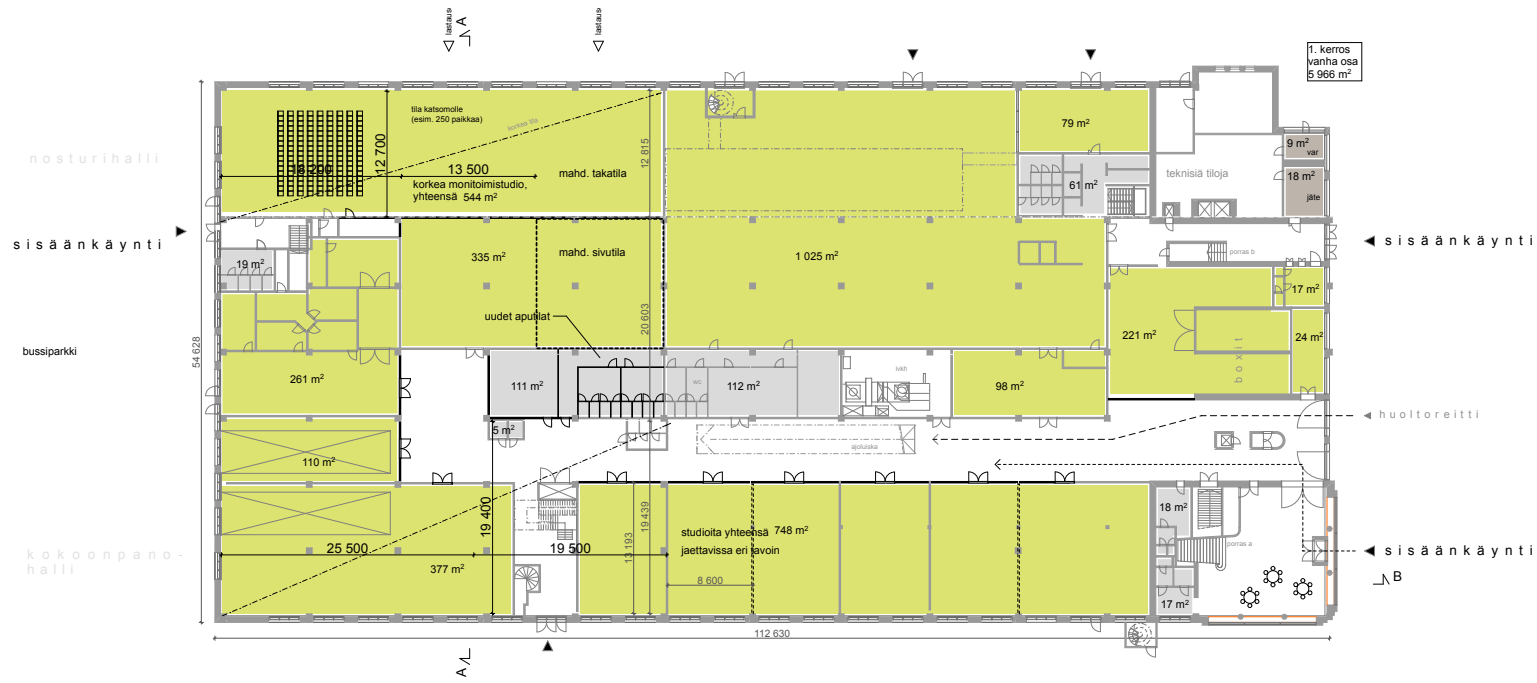 lastaus
A
lastaus
1. kerros
vanha osa
5 966 m²
nosturihalli
tila katsomolle
(esim. 250 paikkaa)
korkea tila
12 700
12 815
79 m²
9 m²
var
13 500
mahd. takatila
korkea monitoimistudio,
yhteensä 544 m²
61 m²
teknisiä tiloja
18 m²
jäte
sisäänkäynti
sisäänkäynti
335 m²
mahd. sivutila
1 025 m²
porras b
19 m²
17 m²
uudet aputilat
20 603
221 m²
24 m²
bussiparkki
54 628
boxit
261 m²
111 m²
wc
112 m²
ivkh
98 m²
huoltoreitti
5 m²
ajoluiska
110 m²
19 400
19 439
13 193
18 m²
studioita yhteensä 748 m²
jaettavissa eri tavoin
porras a
kokoonpano-
halli
25 500
19 500
sisäänkäynti
377 m²
8 600
B
17 m²
112 630
A